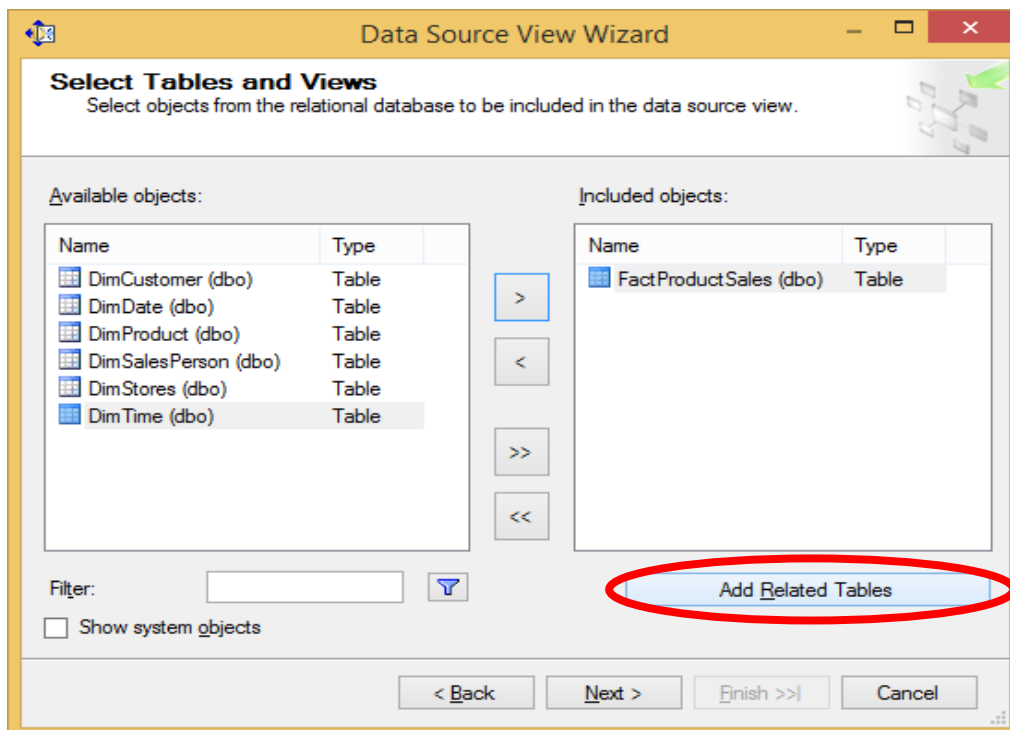 Data Source View Wizard
Select Tables and Views
Select objects from the relational database to be included in the data source view.
Available objects:
Name Type
DimCustomer (dbo) Table
DimDate (dbo) Table
DimProduct (dbo) Table
DimSalesPerson (dbo) Table
DimStores (dbo) Table
DimTime (dbo) Table
>
<
>>
<<
Included objects:
Name Type
FactProductSales (dbo) Table
Filter:
Add Related Tables
Show system objects
< Back Next > Finish >>| Cancel